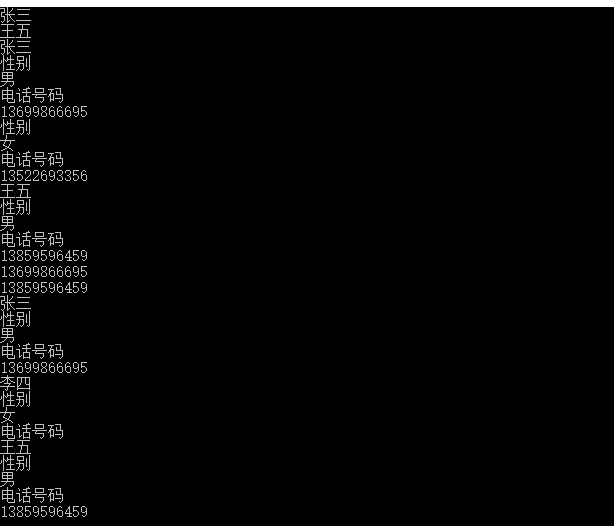 张三
王五
张三
性别
男
电话号码
13699866695
性别
女
电话号码
13522693356
王五
性别
男
电话号码
13859596459
13699866695
13859596459
张三
性别
男
电话号码
13699866695
李四
性别
女
电话号码
王五
性别
男
电话号码
13859596459